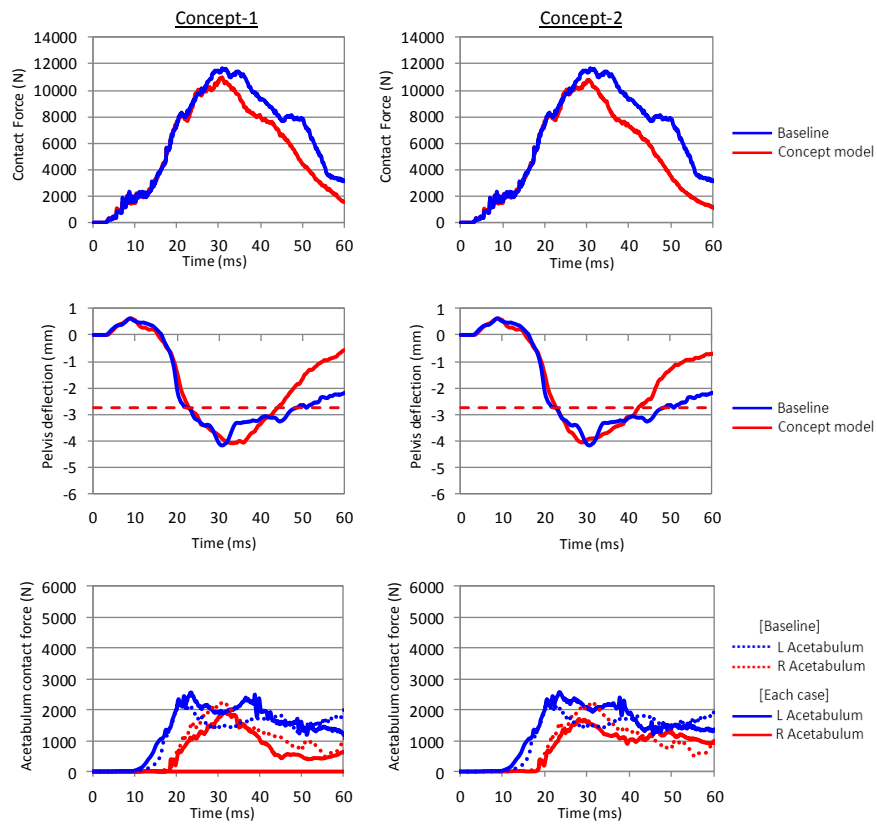 Concept-1
Concept-2
14000
12000
10000
8000
6000
4000
2000
0
Contact Force (N)
0 10 20 30 40 50 60
Time (ms)
14000
12000
10000
8000
6000
4000
2000
0
Contact Force (N)
0 10 20 30 40 50 60
Time (ms)
Baseline
Concept model
1
0
-1
-2
-3
-4
-5
-6
Pelvis deflection (mm)
0 10 20 30 40 50 60
Time (ms)
1
0
-1
-2
-3
-4
-5
-6
Pelvis deflection (mm)
0 10 20 30 40 50 60
Time (ms)
Baseline
Concept model
6000
5000
4000
3000
2000
1000
0
Acetabulum contact force (N)
0 10 20 30 40 50 60
Time (ms)
6000
5000
4000
3000
2000
1000
0
Acetabulum contact force (N)
0 10 20 30 40 50 60
Time (ms)
[Baseline]
L Acetabulum
R Acetabulum
[Each case]
L Acetabulum
R Acetabulum